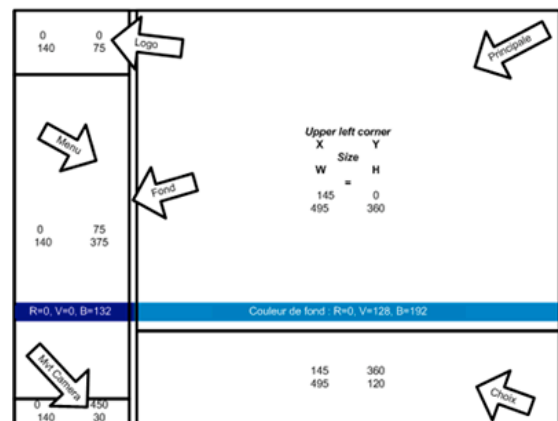 0 0
140 75
Logo
Principale
Menu
Upper left corner
X Y
Size
W H
=
145 0
495 360
Fond
0 75
140 375
R=0, V=0, B=132
Couleur de fond : R=0, V=128, B=192
Mvt Camera
145 360
495 120
Choix
0 450
140 30